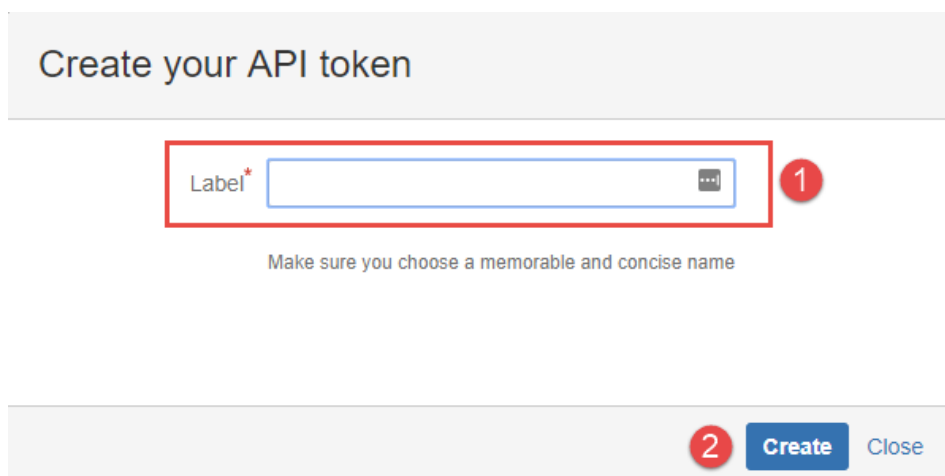 Create your API token
Label*
1
Make sure you choose a memorable and concise name
2 Create Close